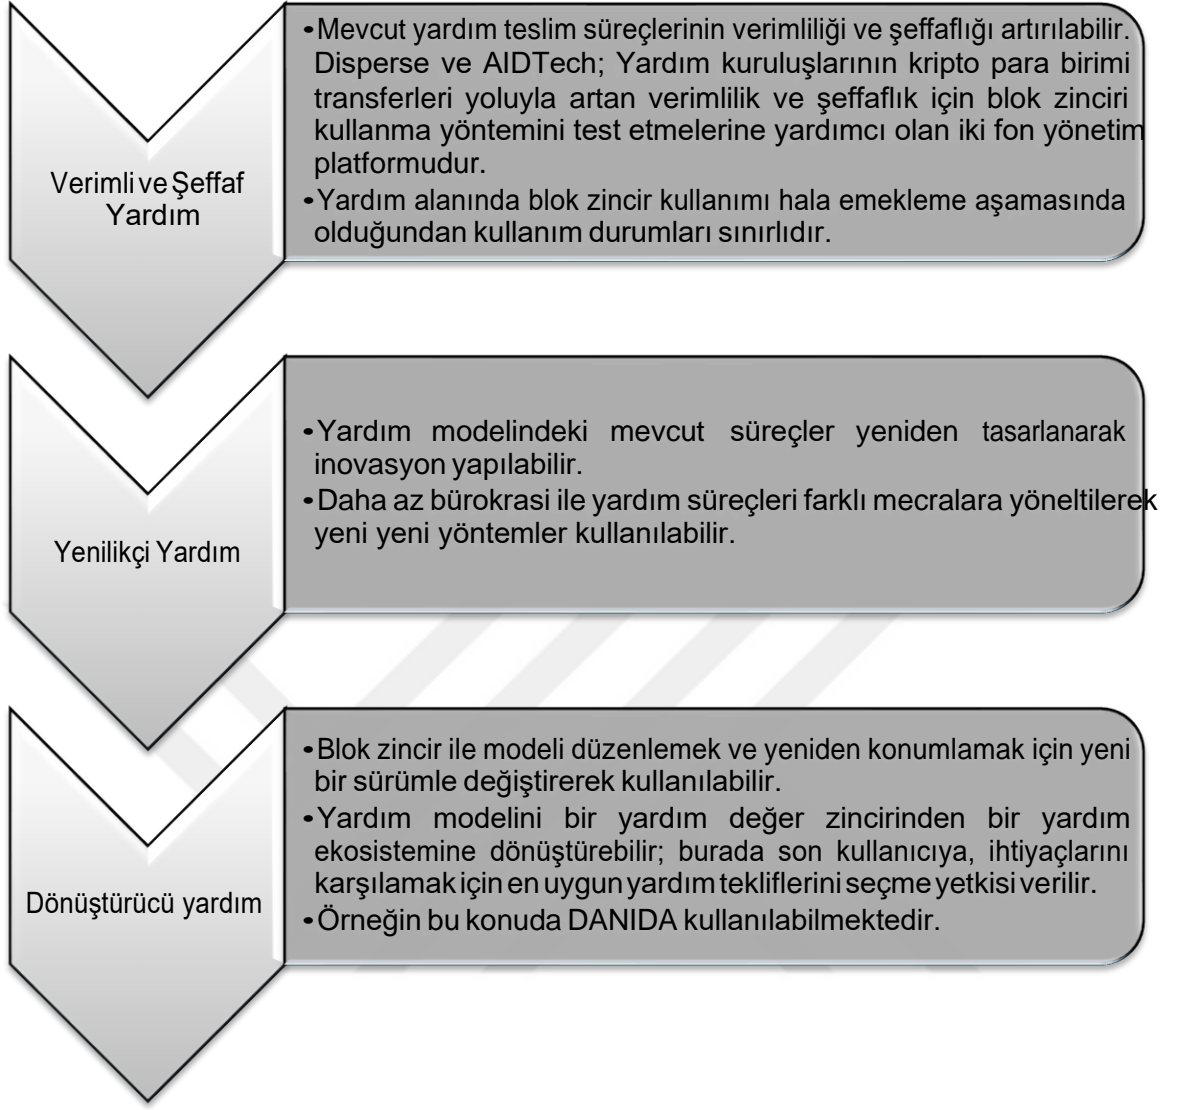 Verimli ve Şeffaf
Yardım
•Mevcut yardım teslim süreçlerinin verimliliği ve şeffaflığı artırılabilir.
Disperse ve AIDTech; Yardım kuruluşlarının kripto para birimi
transferleri yoluyla artan verimlilik ve şeffaflık için blok zinciri
kullanma yöntemini test etmelerine yardımcı olan iki fon yönetim
platformudur.
•Yardım alanında blok zincir kullanımı hala emekleme aşamasında
olduğundan kullanım durumları sınırlıdır.
Yenilikçi Yardım
•Yardım modelindeki mevcut süreçler yeniden tasarlanarak
inovasyon yapılabilir.
•Daha az bürokrasi ile yardım süreçleri farklı mecralara yöneltilerek
yeni yeni yöntemler kullanılabilir.
Dönüştürücü yardım
•Blok zincir ile modeli düzenlemek ve yeniden konumlamak için yeni
bir sürümle değiştirerek kullanılabilir.
•Yardım modelini bir yardım değer zincirinden bir yardım
ekosistemine dönüştürebilir; burada son kullanıcıya, ihtiyaçlarını
karşılamak için en uygun yardım tekliflerini seçme yetkisi verilir.
•Örneğin bu konuda DANIDA kullanılabilmektedir.